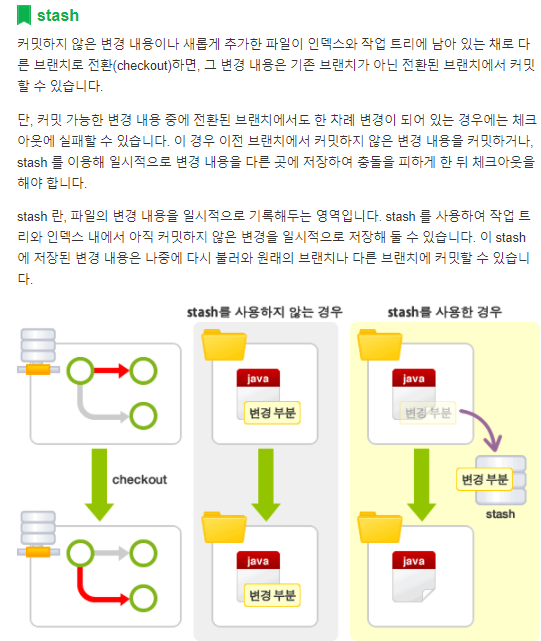 stash
커밋하지 않은 변경 내용이나 새롭게 추가한 파일이 인덱스와 작업 트리에 남아 있는 채로 다
른 브랜치로 전환(checkout)하면, 그 변경 내용은 기존 브랜치가 아닌 전환된 브랜치에서 커밋
할 수 있습니다.
단, 커밋 가능한 변경 내용 중에 전환된 브랜치에서도 한 차례 변경이 되어 있는 경우에는 체크
아웃에 실패할 수 있습니다. 이 경우 이전 브랜치에서 커밋하지 않은 변경 내용을 커밋하거나,
stash 를 이용해 일시적으로 변경 내용을 다른 곳에 저장하여 충돌을 피하게 한 뒤 체크아웃을
해야 합니다.
stash 란, 파일의 변경 내용을 일시적으로 기록해두는 영역입니다. stash 를 사용하여 작업 트
리와 인덱스 내에서 아직 커밋하지 않은 변경을 일시적으로 저장해 둘 수 있습니다. 이 stash
에 저장된 변경 내용은 나중에 다시 불러와 원래의 브랜치나 다른 브랜치에 커밋할 수 있습니
다.
stash를 사용하지 않는 경우
stash를 사용한 경우
java
변경 부분
java
변경 부분
변경 부분
stash
checkout
java
변경 부분
java